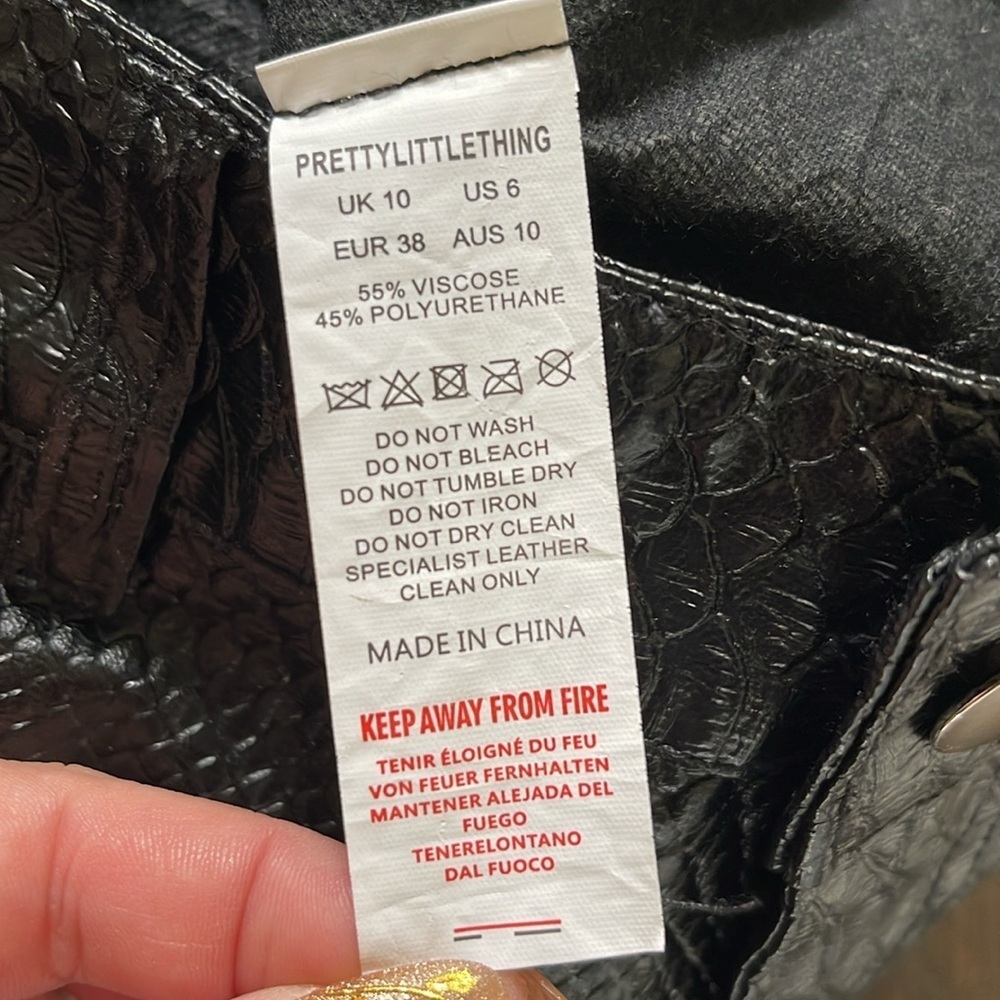 PRETTYLITTLETHING
UK 10 US 6
EUR 38 AUS 10
55% VISCOSE
45% POLYURETHANE
DO NOT WASH
DO NOT BLEACH
DO NOT TUMBLE DRY
DO NOT IRON
DO NOT DRY CLEAN
SPECIALIST LEATHER
CLEAN ONLY
MADE IN CHINA
KEEP AWAY FROM FIRE
TENIR ÉLOIGNÉ DU FEU
VON FEUER FERNHALTEN
MANTENER ALEJADA DEL
FUEGO
TENERELONTANO
DAL FUOCO